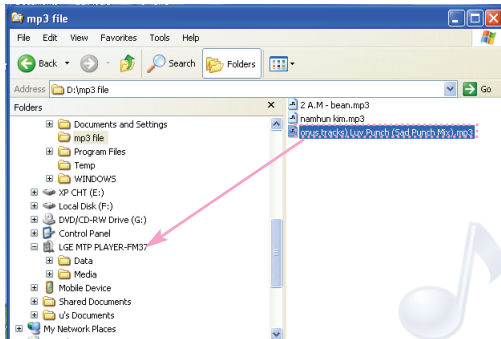 mp3 file
File Edit View Favorites Tools Help
Back Search Folders
Address D:\mp3 file Go
Folders
Documents and Settings
mp3 file
Program Files
Temp
WINDOWS
XP CHT (E:)
Local Disk (F:)
DVD/CD-RW Drive (G:)
Control Panel
LGE MTP PLAYER-FM37
Data
Media
Mobile Device
Shared Documents
u's Documents
My Network Places
2 A.M - bean.mp3
namhun kim.mp3
onus tracks) Luv Punch (Sad Punch Mix).mp3